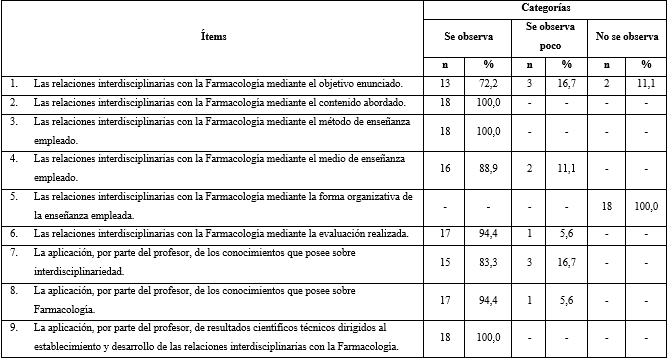 Ítems
Categorías
Se observa
Se observa
poco
No se observa
n % n % n %
1. Las relaciones interdisciplinarias con la Farmacología mediante el objetivo enunciado. 13 72,2 3 16,7 2 11,1
2. Las relaciones interdisciplinarias con la Farmacología mediante el contenido abordado. 18 100,0 - - - -
3. Las relaciones interdisciplinarias con la Farmacología mediante el método de enseñanza
empleado. 18 100,0 - - - -
4. Las relaciones interdisciplinarias con la Farmacología mediante el medio de enseñanza
empleado. 16 88,9 2 11,1 - -
5. Las relaciones interdisciplinarias con la Farmacología mediante la forma organizativa de
la enseñanza empleada. - - - - 18 100,0
6. Las relaciones interdisciplinarias con la Farmacología mediante la evaluación realizada. 17 94,4 1 5,6 - -
7. La aplicación, por parte del profesor, de los conocimientos que posee sobre
interdisciplinariedad. 15 83,3 3 16,7 - -
8. La aplicación, por parte del profesor, de los conocimientos que posee sobre
Farmacología. 17 94,4 1 5,6 - -
9. La aplicación, por parte del profesor, de resultados científicos técnicos dirigidos al
establecimiento y desarrollo de las relaciones interdisciplinarias con la Farmacología. 18 100,0 - - - -